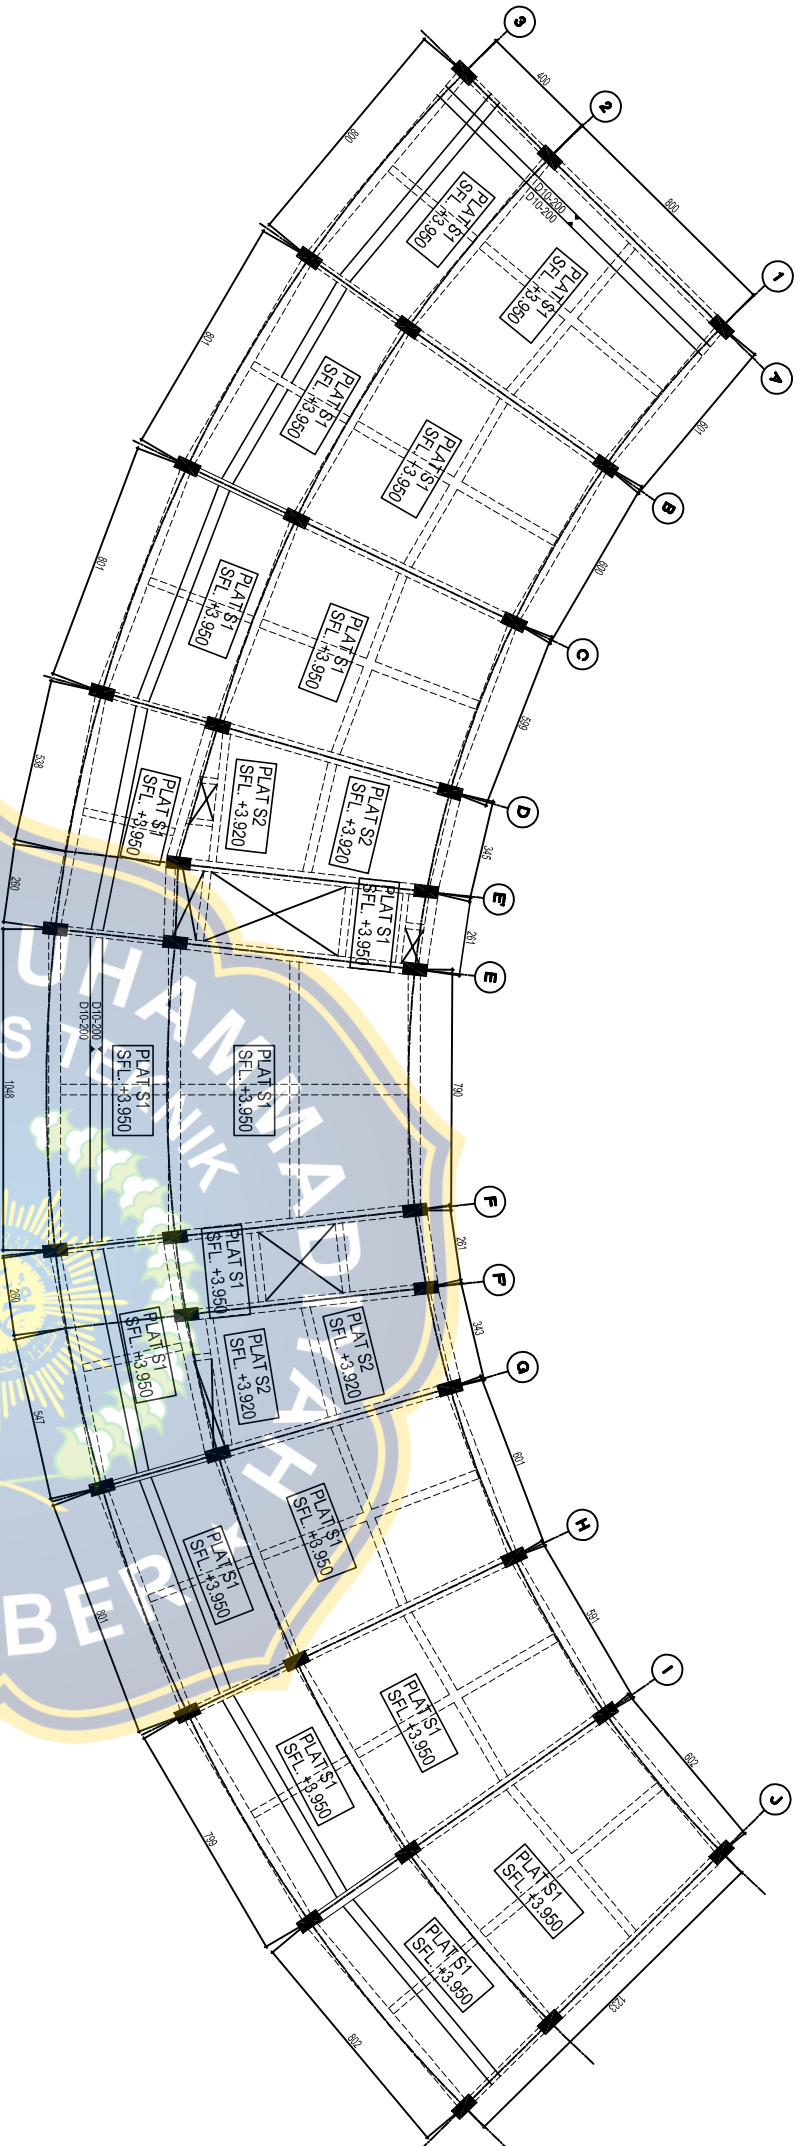 3
2
1
A
400
800
800
D10-200
D10-200
PLAT S1
SFL. +3.950
PLAT S1
SFL. +3.950
601
B
801
PLAT S1
SFL. +3.950
PLAT S1
SFL. +3.950
600
C
801
PLAT S1
SFL. +3.950
PLAT S1
SFL. +3.950
599
D
538
PLAT S1
SFL. +3.950
PLAT S2
SFL. +3.920
PLAT S2
SFL. +3.920
345
E'
260
PLAT S1
SFL. +3.950
261
E
1048
D10-200
D10-200
PLAT S1
SFL. +3.950
PLAT S1
SFL. +3.950
790
F
260
PLAT S1
SFL. +3.950
261
F'
547
PLAT S1
SFL. +3.950
PLAT S2
SFL. +3.920
PLAT S2
SFL. +3.920
343
G
801
PLAT S1
SFL. +3.950
PLAT S1
SFL. +3.950
601
H
799
PLAT S1
SFL. +3.950
PLAT S1
SFL. +3.950
591
I
802
PLAT S1
SFL. +3.950
PLAT S1
SFL. +3.950
602
J
1233
UHAMMADIYAH
S TEKNIK
BER